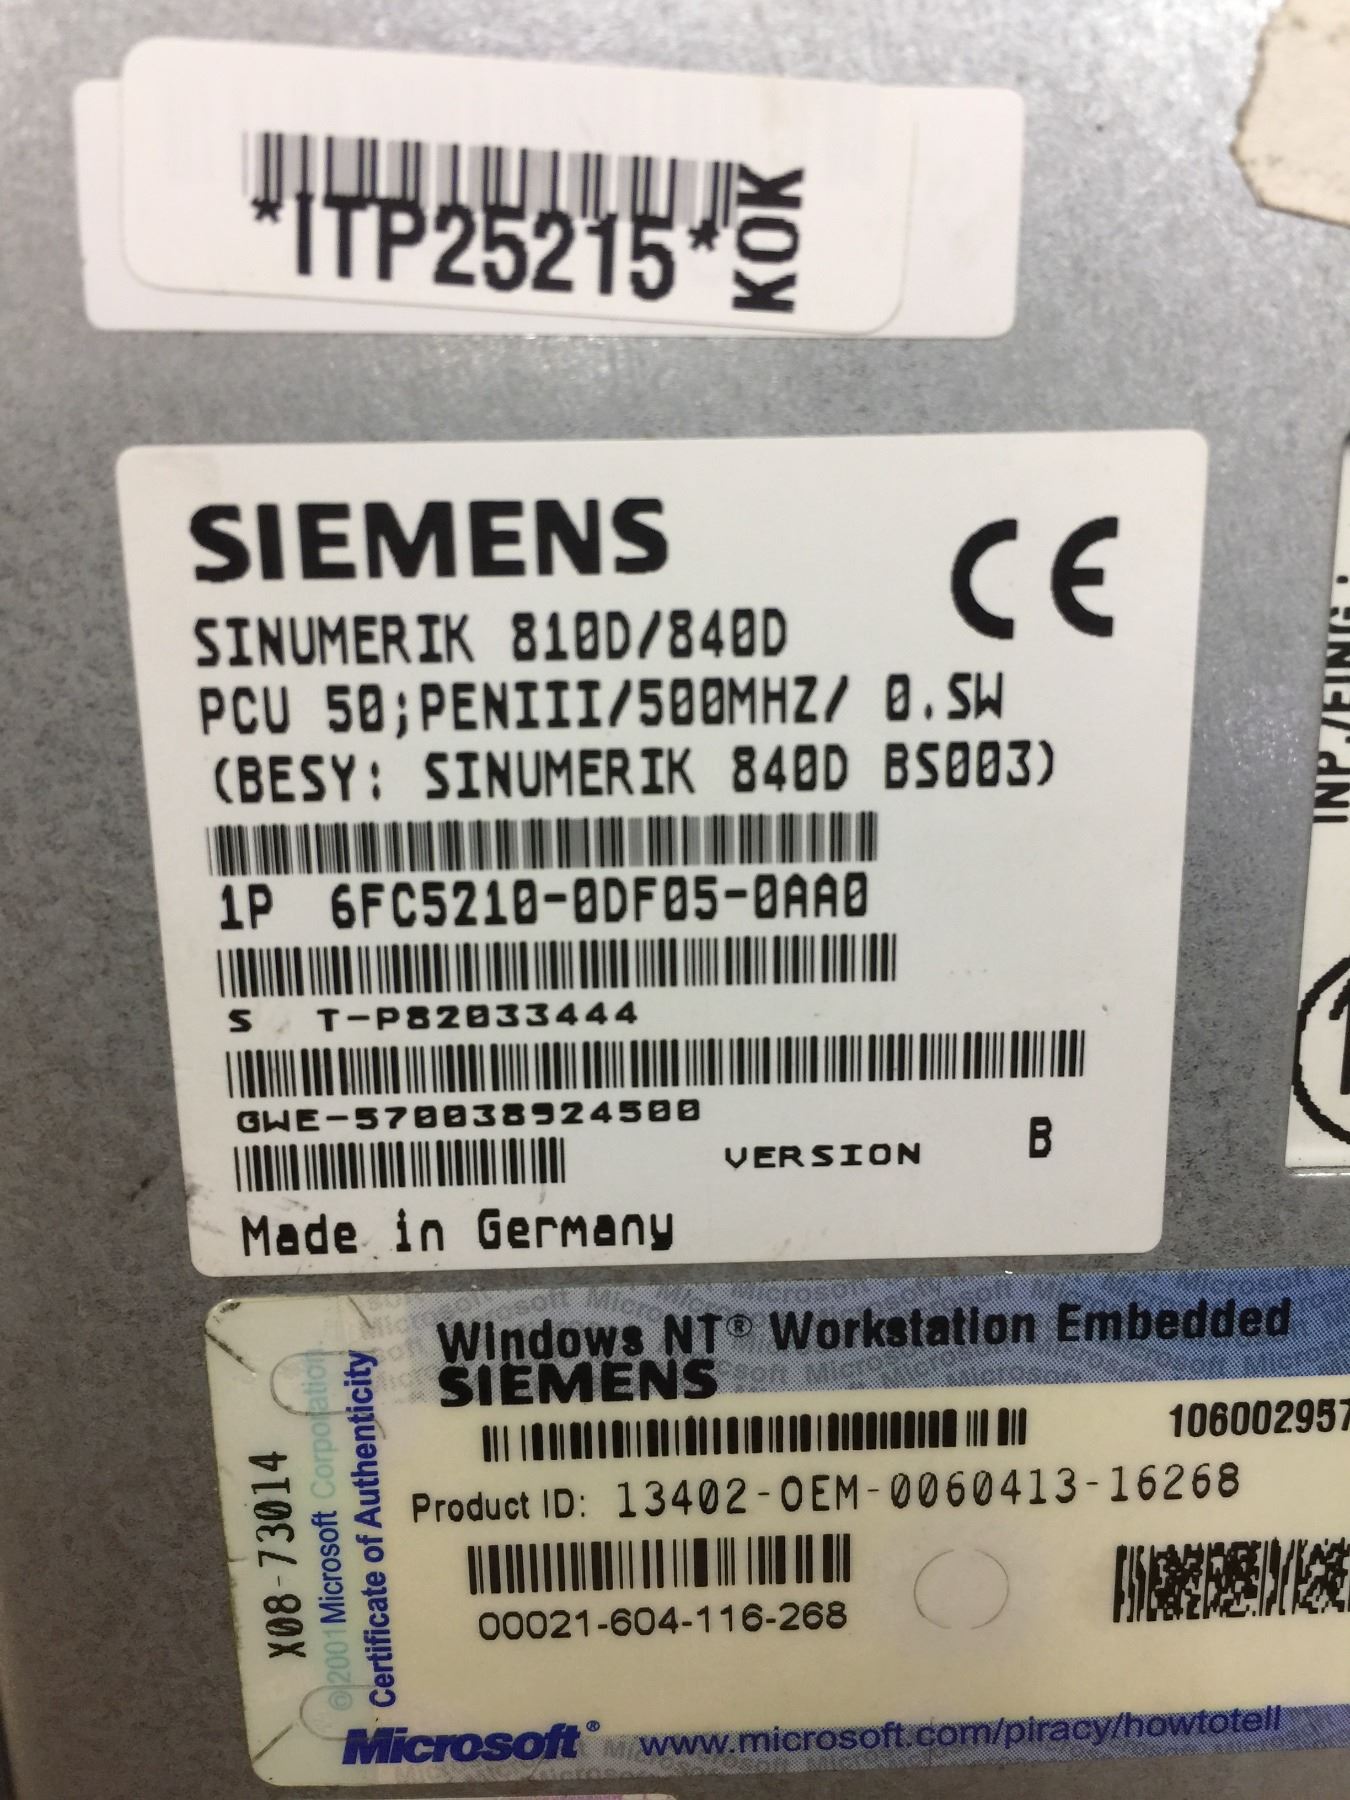 *ITP25215*
KOK
SIEMENS
CE
SINUMERIK 810D/840D
PCU 50;PENIII/500MHZ/ 0.SW
(BESY: SINUMERIK 840D BS003)
1P 6FC5210-0DF05-0AA0
S T-P82033444
GWE-570038924500
VERSION B
Made in Germany
INP./EING.:
Windows NT® Workstation Embedded
SIEMENS
106002957
Product ID: 13402-OEM-0060413-16268
00021-604-116-268
X08-73014
©2001 Microsoft Corporation.
Certificate of Authenticity
Microsoft®
www.microsoft.com/piracy/howtotell